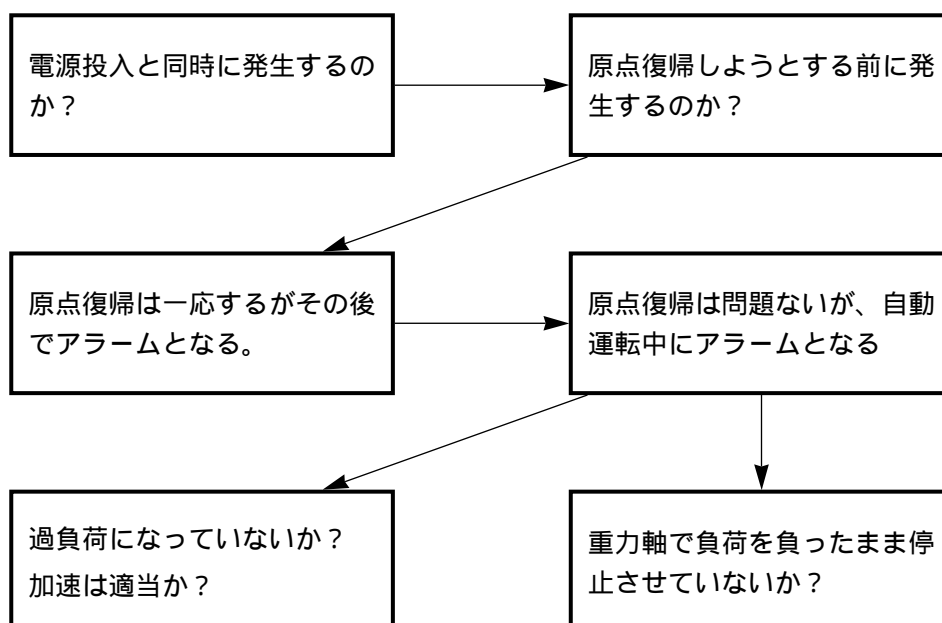 電源投入と同時に発生するの
か？
原点復帰しようとする前に発
生するのか？
原点復帰は一応するがその後
でアラームとなる。
原点復帰は問題ないが、自動
運転中にアラームとなる
過負荷になっていないか？
加速は適当か？
重力軸で負荷を負ったまま停
止させていないか？